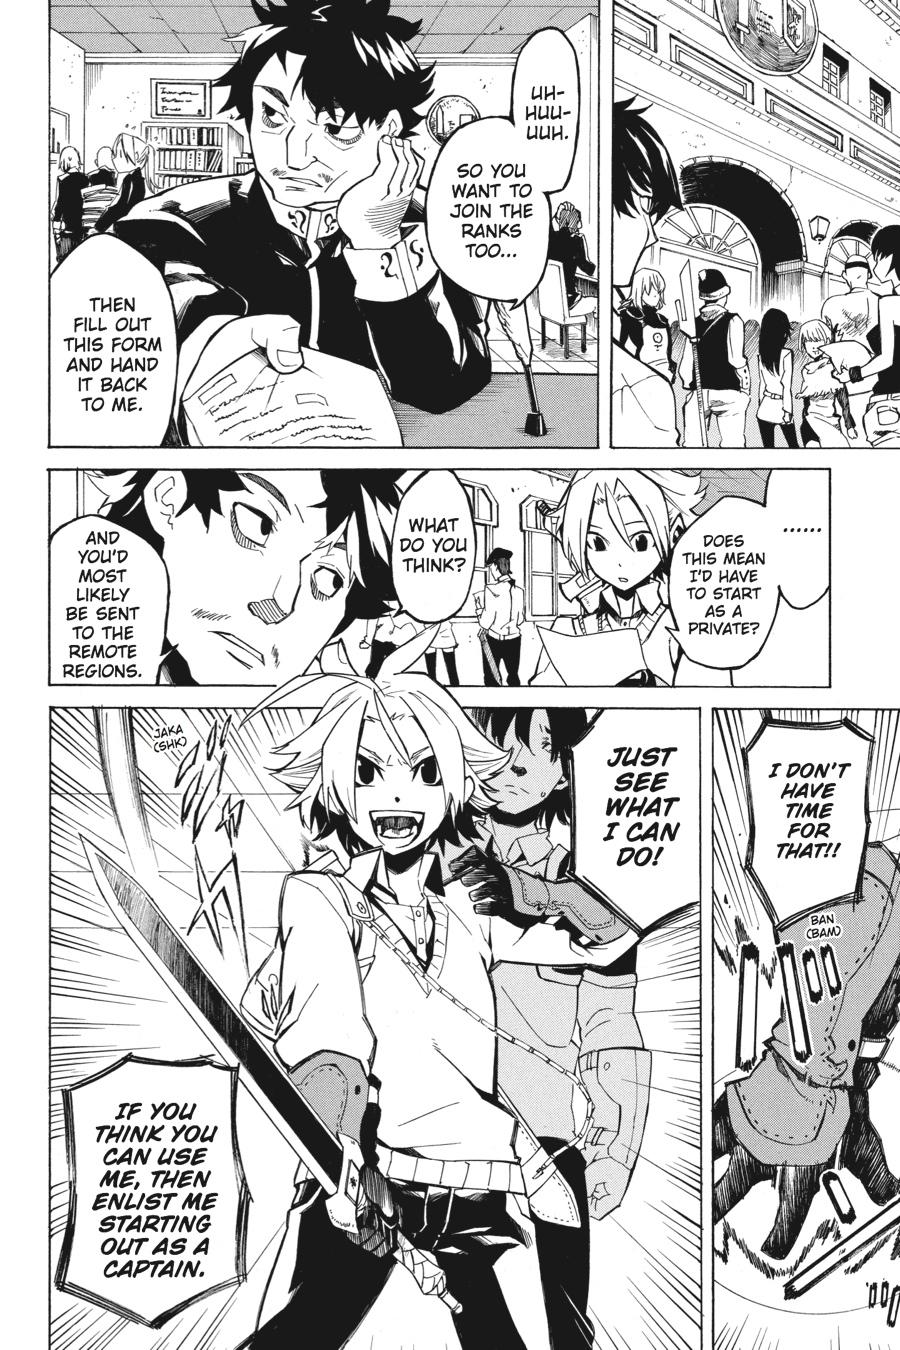 UH-
HUU-
UUH.
SO YOU
WANT TO
JOIN THE
RANKS
TOO...
THEN
FILL OUT
THIS FORM
AND HAND
IT BACK
TO ME.
......
DOES
THIS MEAN
I'D HAVE
TO START
AS A
PRIVATE?
WHAT
DO YOU
THINK?
AND
YOU'D
MOST
LIKELY
BE SENT
TO THE
REMOTE
REGIONS.
I DON'T
HAVE
TIME
FOR
THAT!!
BAN
(BAM)
JUST
SEE
WHAT
I CAN
DO!
JAKA
(SHK)
IF YOU
THINK YOU
CAN USE
ME, THEN
ENLIST ME
STARTING
OUT AS A
CAPTAIN.